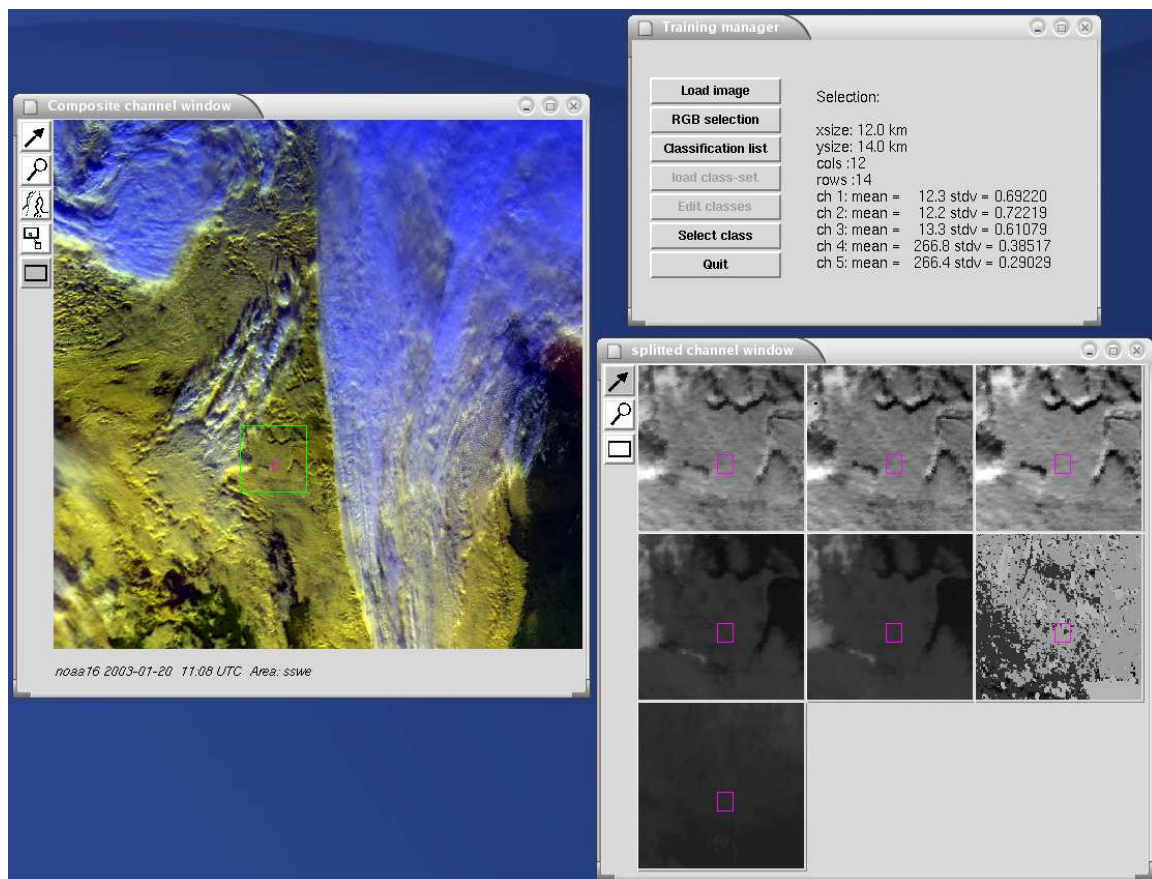 Training manager
Load image
RGB selection
Classification list
load class-set
Edit classes
Select class
Quit
Selection:
xsize: 12.0 km
ysize: 14.0 km
cols :12
rows :14
ch 1: mean = 12.3 stdv = 0.69220
ch 2: mean = 12.2 stdv = 0.72219
ch 3: mean = 13.3 stdv = 0.61079
ch 4: mean = 266.8 stdv = 0.38517
ch 5: mean = 266.4 stdv = 0.29029
Composite channel window
noaa16 2003-01-20 11:08 UTC Area: sswe
splitted channel window